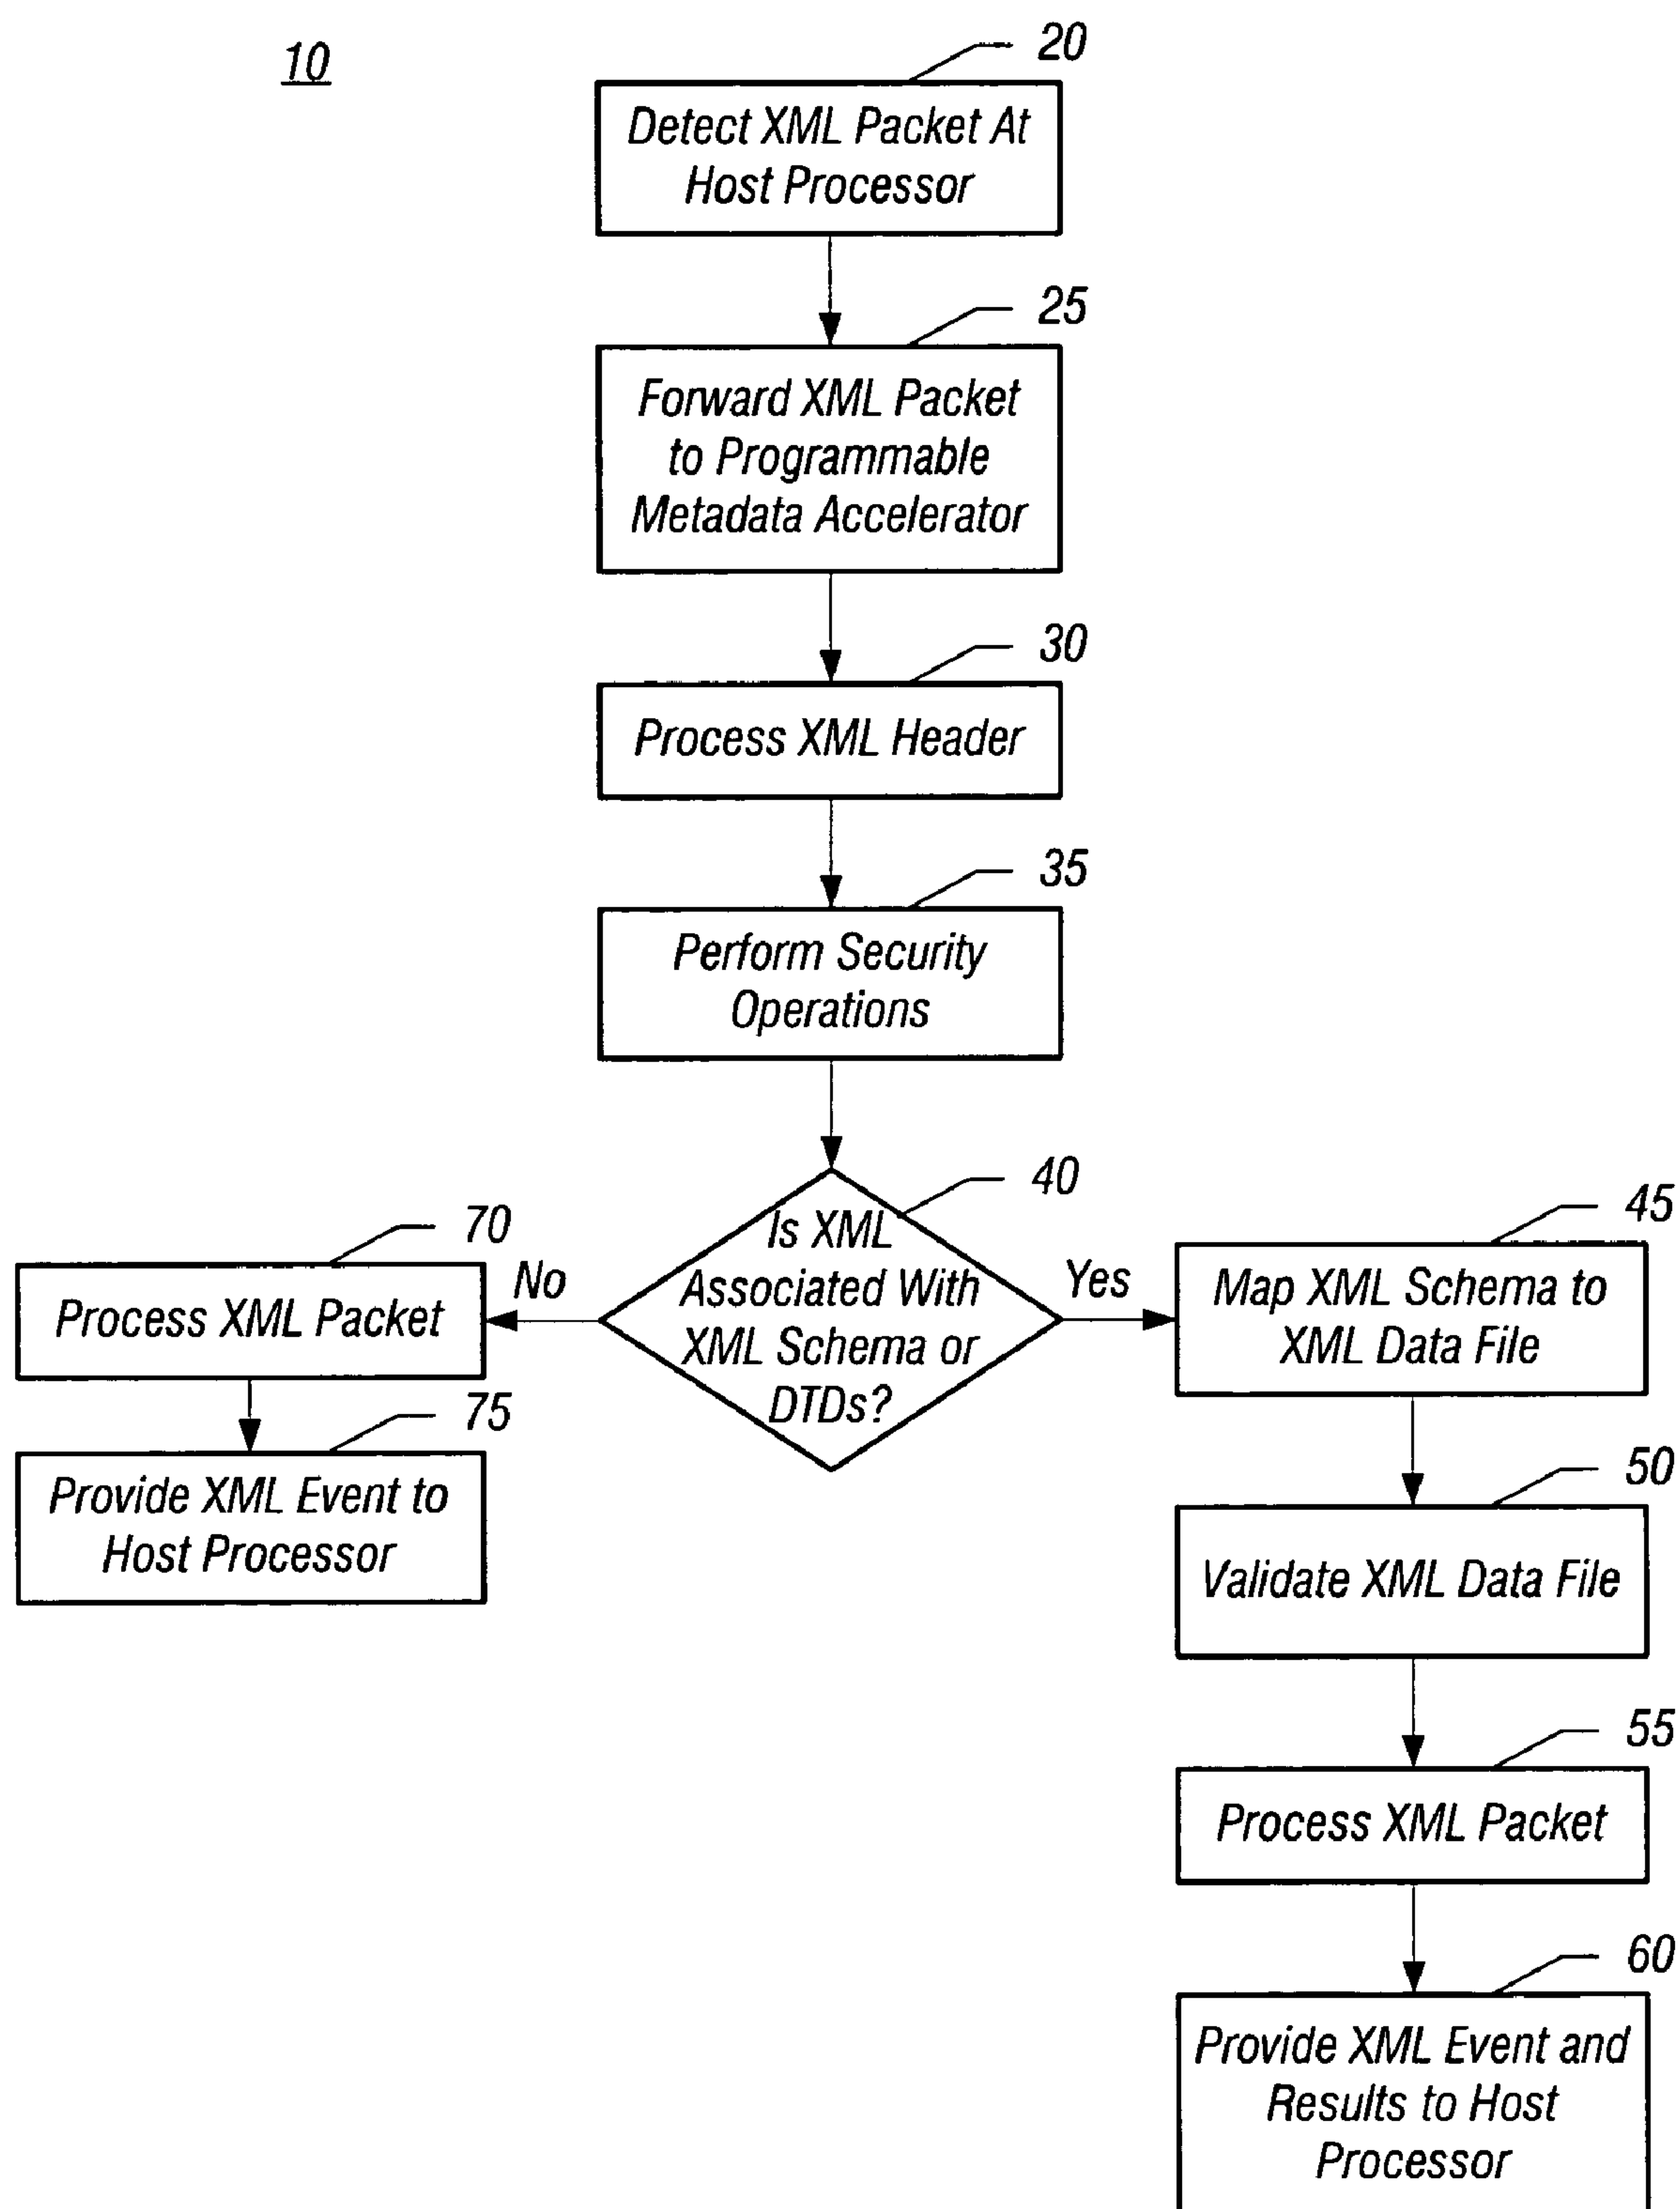 10
20
Detect XML Packet At
Host Processor
25
Forward XML Packet
to Programmable
Metadata Accelerator
30
Process XML Header
35
Perform Security
Operations
40
Is XML
Associated With
XML Schema or
DTDs?
No
Yes
70
Process XML Packet
75
Provide XML Event to
Host Processor
45
Map XML Schema to
XML Data File
50
Validate XML Data File
55
Process XML Packet
60
Provide XML Event and
Results to Host
Processor